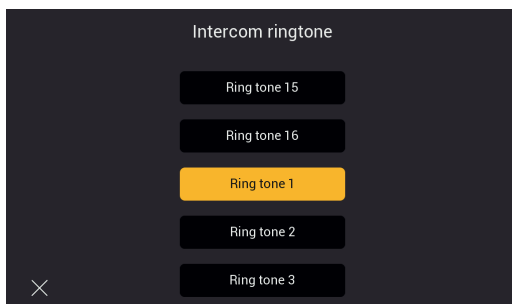 Intercom ringtone
Ring tone 15
Ring tone 16
Ring tone 1
Ring tone 2
Ring tone 3